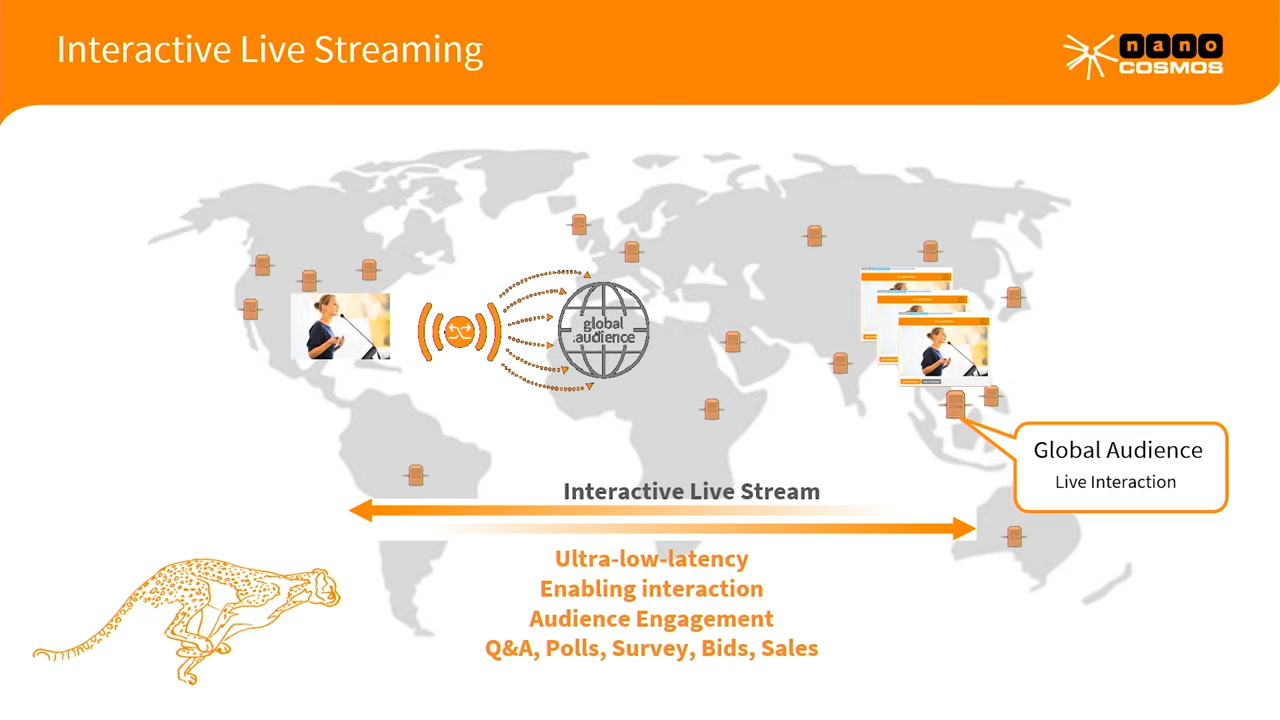 Interactive Live Streaming
nano
COSMOS
global
audience
Global Audience
Live Interaction
Interactive Live Stream
Ultra-low-latency
Enabling interaction
Audience Engagement
Q&A, Polls, Survey, Bids, Sales